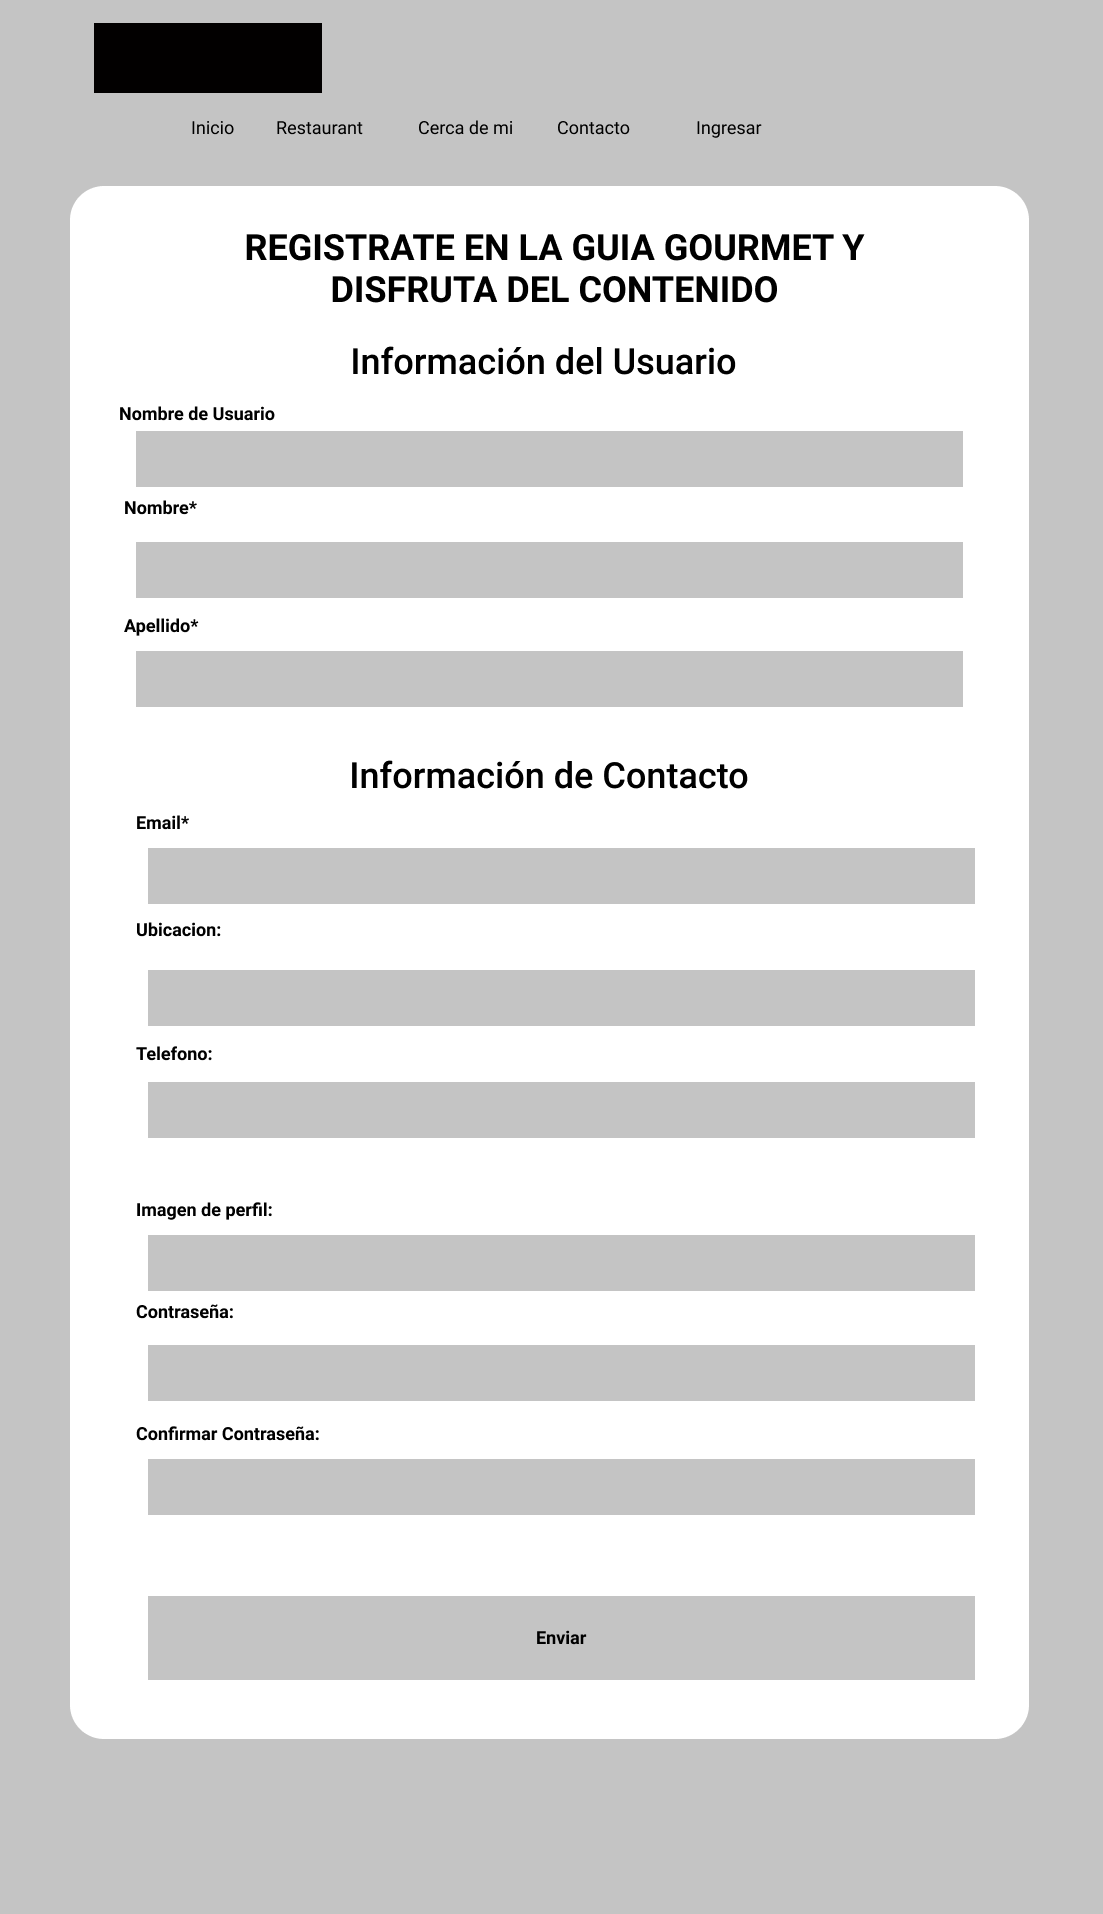 Inicio Restaurant Cerca de mi Contacto Ingresar
REGISTRATE EN LA GUIA GOURMET Y
DISFRUTA DEL CONTENIDO
Información del Usuario
Nombre de Usuario
Nombre*
Apellido*
Información de Contacto
Email*
Ubicacion:
Telefono:
Imagen de perfil:
Contraseña:
Confirmar Contraseña:
Enviar